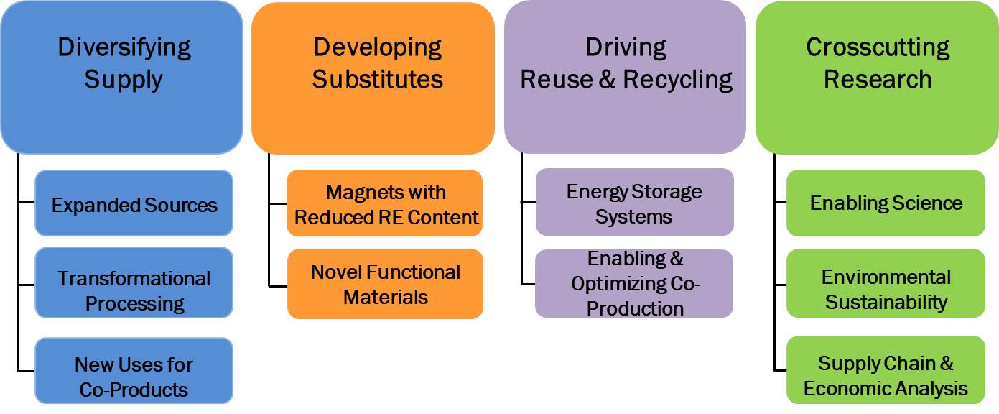 Diversifying
Supply
Expanded Sources
Transformational
Processing
New Uses for
Co-Products
Developing
Substitutes
Magnets with
Reduced RE Content
Novel Functional
Materials
Driving
Reuse & Recycling
Energy Storage
Systems
Enabling &
Optimizing Co-
Production
Crosscutting
Research
Enabling Science
Environmental
Sustainability
Supply Chain &
Economic Analysis